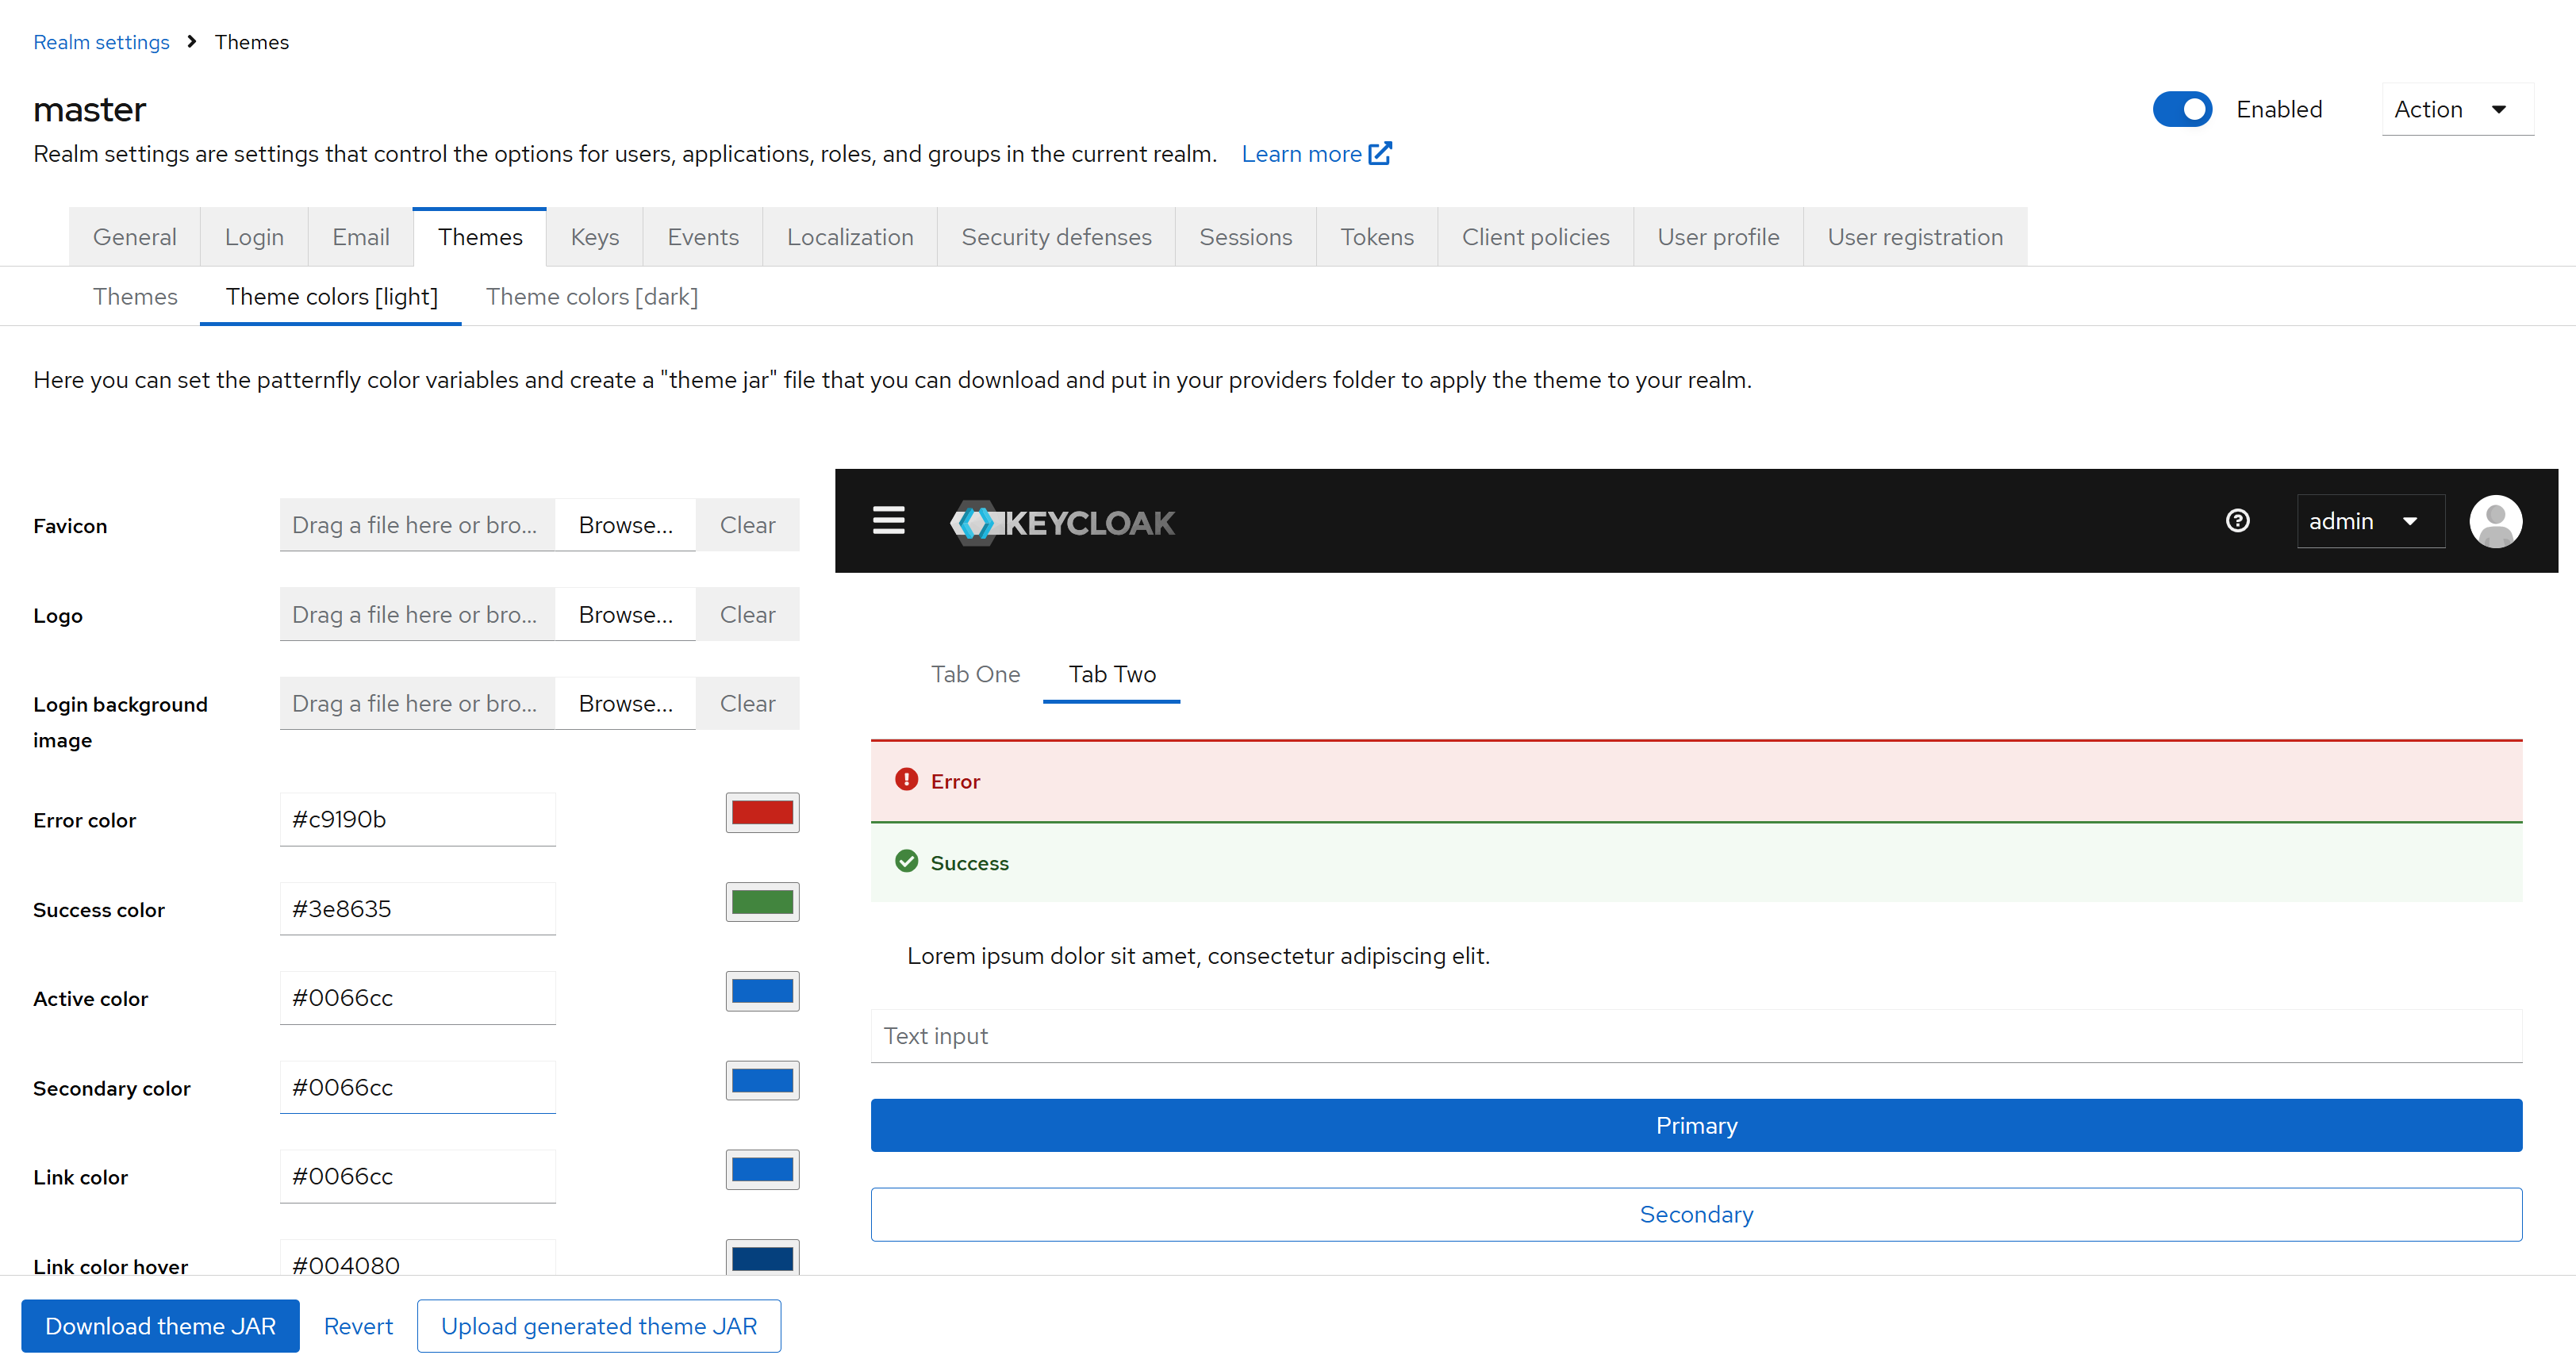 Realm settings > Themes
master
Enabled
Action
Realm settings are settings that control the options for users, applications, roles, and groups in the current realm. Learn more
General Login Email Themes Keys Events Localization Security defenses Sessions Tokens Client policies User profile User registration
Themes Theme colors [light] Theme colors [dark]
Here you can set the patternfly color variables and create a "theme jar" file that you can download and put in your providers folder to apply the theme to your realm.
Favicon Drag a file here or bro... Browse... Clear
Logo Drag a file here or bro... Browse... Clear
Login background Drag a file here or bro... Browse... Clear
image
Error color #c9190b
Success color #3e8635
Active color #0066cc
Secondary color #0066cc
Link color #0066cc
Link color hover #004080
KEYCLOAK admin
Tab One Tab Two
Error
Success
Lorem ipsum dolor sit amet, consectetur adipiscing elit.
Text input
Primary
Secondary
Download theme JAR Revert Upload generated theme JAR